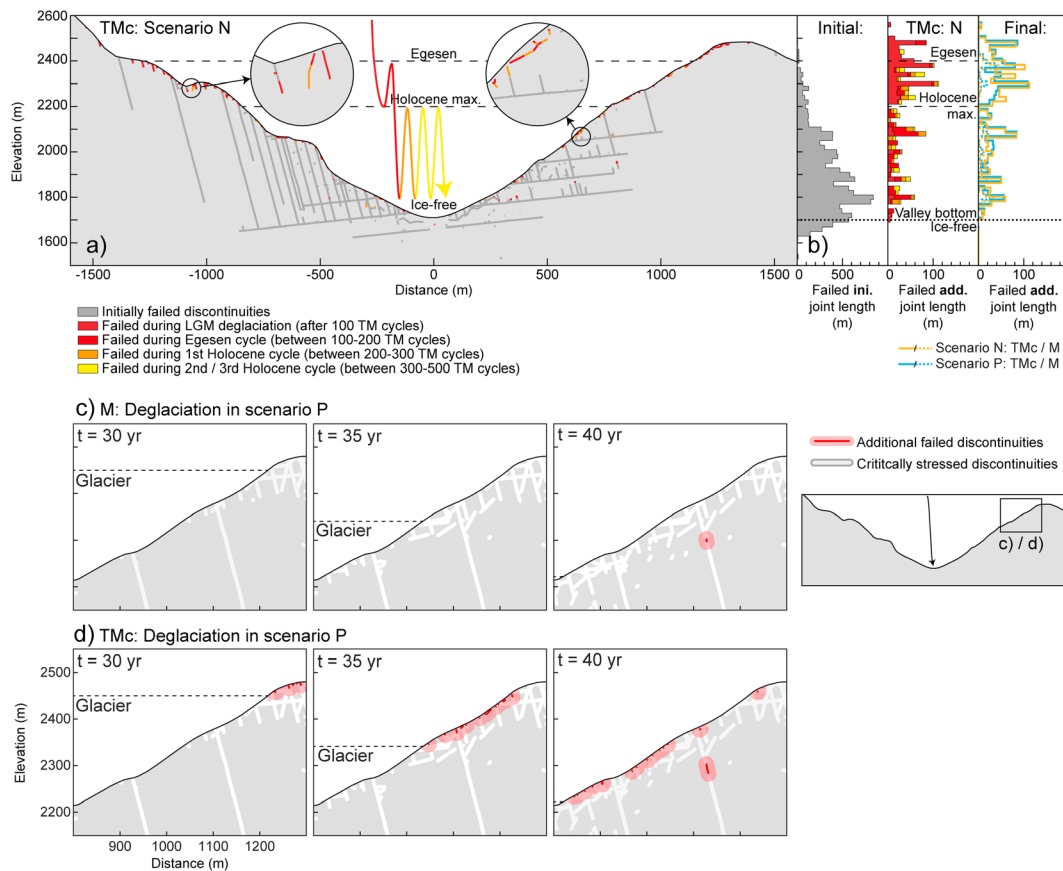 TMc: Scenario N
Initial:
TMc: N
Final:
2600
2500
2400
2300
2200
2100
2000
1900
1800
1700
1600
Elevation (m)
Egesen
Holocene max.
Ice-free
a)
-1500
-1000
-500
0
500
1000
1500
Distance (m)
Egesen
Holocene
max.
Valley bottom
Ice-free
b)
0
500
0
100
0
100
Failed ini.
joint length
(m)
Failed add.
joint length
(m)
Failed add.
joint length
(m)
Initially failed discontinuities
Failed during LGM deglaciation (after 100 TM cycles)
Failed during Egesen cycle (between 100-200 TM cycles)
Failed during 1st Holocene cycle (between 200-300 TM cycles)
Failed during 2nd / 3rd Holocene cycle (between 300-500 TM cycles)
Scenario N: TMc / M
Scenario P: TMc / M
c) M: Deglaciation in scenario P
t = 30 yr
t = 35 yr
t = 40 yr
Glacier
Glacier
Additional failed discontinuities
Crititcally stressed discontinuities
c) / d)
d) TMc: Deglaciation in scenario P
t = 30 yr
t = 35 yr
t = 40 yr
Glacier
Glacier
2500
2400
2300
2200
Elevation (m)
900
1000
1200
Distance (m)